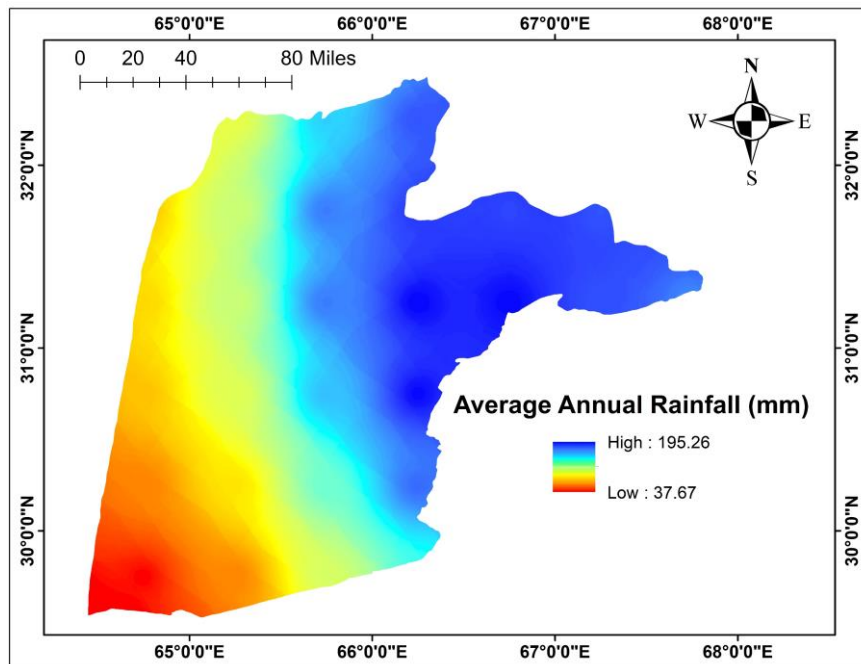 65°0'0"E 66°0'0"E 67°0'0"E 68°0'0"E
0 20 40 80 Miles
N
W E
S
32°0'0"N 32°0'0"N
31°0'0"N 31°0'0"N
Average Annual Rainfall (mm)
High : 195.26
Low : 37.67
30°0'0"N 30°0'0"N
65°0'0"E 66°0'0"E 67°0'0"E 68°0'0"E